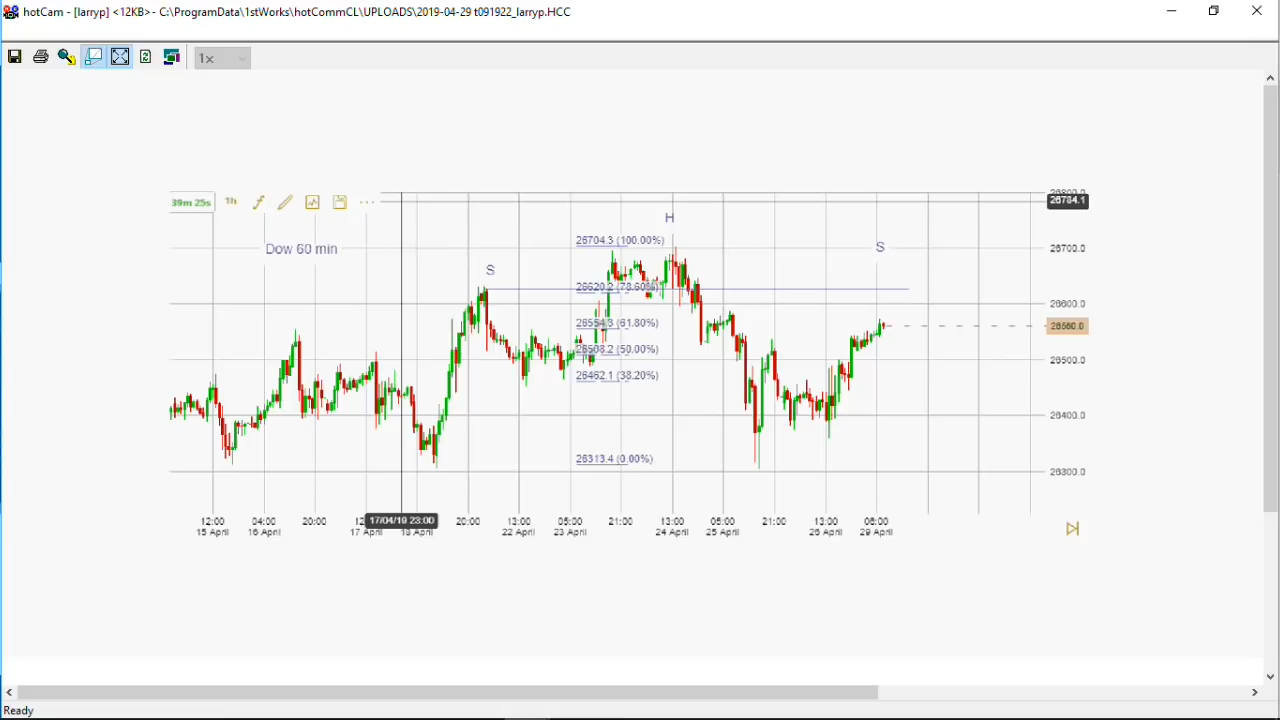 hotCam - [larryp] <12KB>- C:\ProgramData\1stWorks\hotCommCL\UPLOADS\2019-04-29 t091922_larryp.HCC
1x
39m 25s 1h
26784.1
H
26704.3 (100.00%)
Dow 60 min
S
26700.0
S
26620.2 (78.60%)
26600.0
26554.3 (61.80%)
26560.0
26508.2 (50.00%)
26500.0
26462.1 (38.20%)
26400.0
26313.4 (0.00%)
26300.0
12:00 04:00 20:00 17/04/19 23:00 20:00 13:00 05:00 21:00 13:00 05:00 21:00 13:00 06:00
15 April 16 April 17 April 18 April 22 April 23 April 24 April 25 April 26 April 29 April
Ready